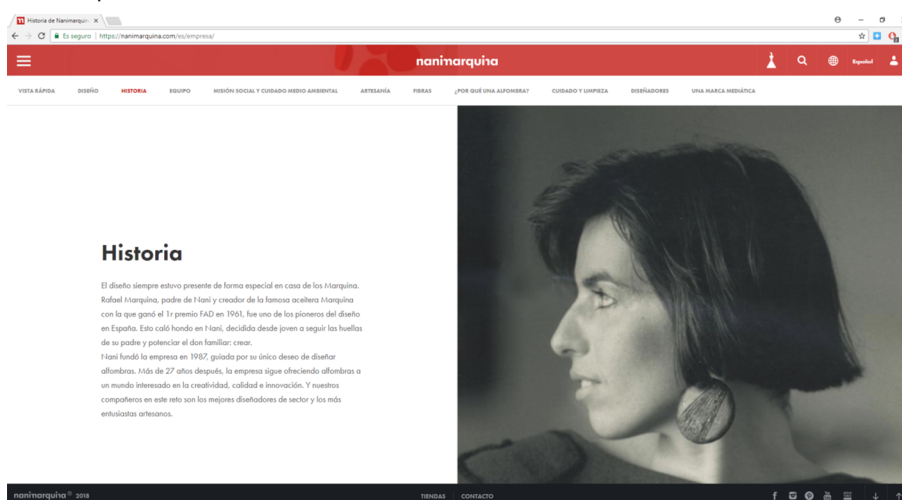 Historia de Nanimarquin
Es seguro | https://nanimarquina.com/es/empresa/
nanimarquina
Español
VISTA RÁPIDA DISEÑO HISTORIA EQUIPO MISIÓN SOCIAL Y CUIDADO MEDIO AMBIENTAL ARTESANÍA FIBRAS ¿POR QUÉ UNA ALFOMBRA? CUIDADO Y LIMPIEZA DISEÑADORES UNA MARCA MEDIÁTICA
Historia
El diseño siempre estuvo presente de forma especial en casa de los Marquina.
Rafael Marquina, padre de Nani y creador de la famosa aceitera Marquina
con la que ganó el 1r premio FAD en 1961, fue uno de los pioneros del diseño
en España. Esto caló hondo en Nani, decidida desde joven a seguir las huellas
de su padre y potenciar el don familiar: crear.
Nani fundó la empresa en 1987, guiada por su único deseo de diseñar
alfombras. Más de 27 años después, la empresa sigue ofreciendo alfombras a
un mundo interesado en la creatividad, calidad e innovación. Y nuestros
compañeros en este reto son los mejores diseñadores de sector y los más
entusiastas artesanos.
nanimarquina® 2018 TIENDAS CONTACTO